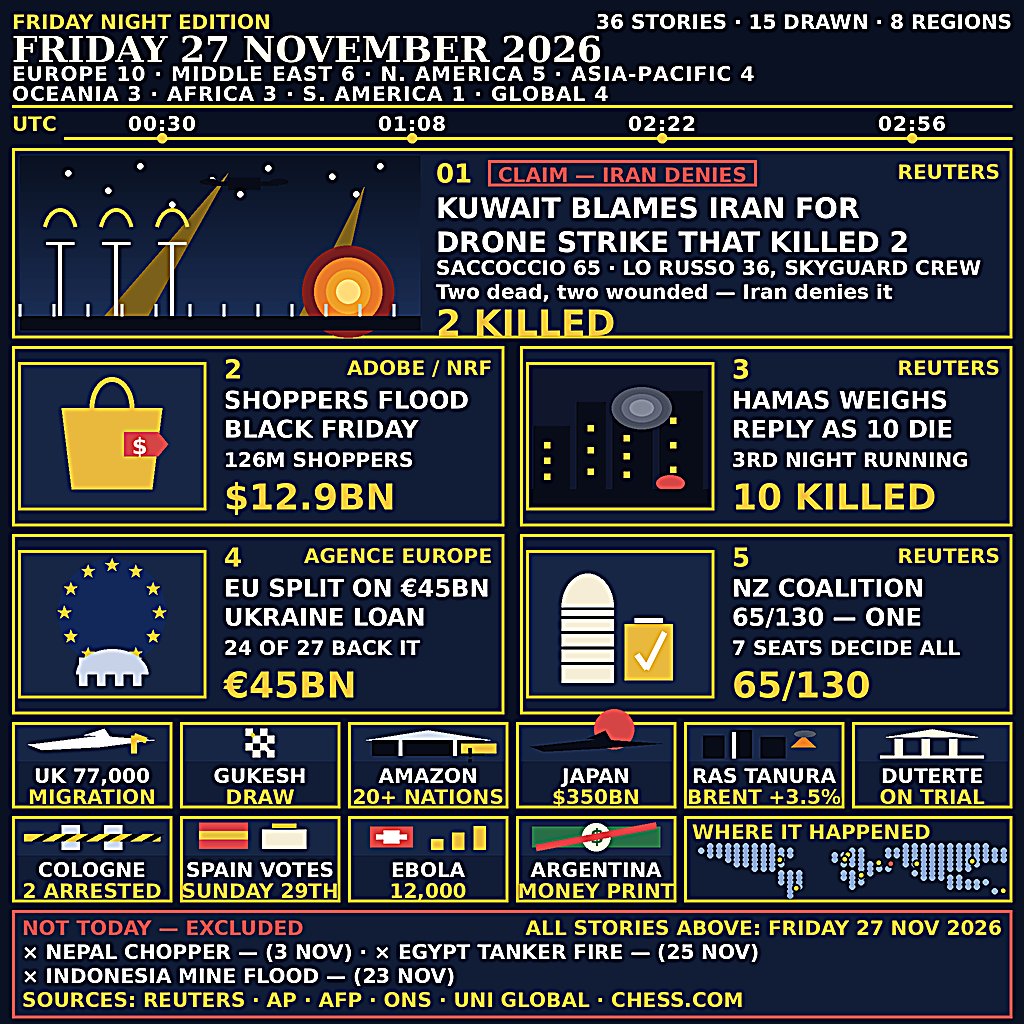 FRIDAY NIGHT EDITION
36 STORIES · 15 DRAWN · 8 REGIONS
FRIDAY 27 NOVEMBER 2026
EUROPE 10 · MIDDLE EAST 6 · N. AMERICA 5 · ASIA-PACIFIC 4
OCEANIA 3 · AFRICA 3 · S. AMERICA 1 · GLOBAL 4
UTC 00:30 01:08 02:22 02:56
01 CLAIM — IRAN DENIES REUTERS
KUWAIT BLAMES IRAN FOR
DRONE STRIKE THAT KILLED 2
SACCOCCIO 65 · LO RUSSO 36, SKYGUARD CREW
Two dead, two wounded — Iran denies it
2 KILLED
2 ADOBE / NRF
SHOPPERS FLOOD
BLACK FRIDAY
126M SHOPPERS
$12.9BN
$
3 REUTERS
HAMAS WEIGHS
REPLY AS 10 DIE
3RD NIGHT RUNNING
10 KILLED
4 AGENCE EUROPE
EU SPLIT ON €45BN
UKRAINE LOAN
24 OF 27 BACK IT
€45BN
5 REUTERS
NZ COALITION
65/130 — ONE
7 SEATS DECIDE ALL
65/130
UK 77,000
MIGRATION
GUKESH
DRAW
AMAZON
20+ NATIONS
JAPAN
$350BN
RAS TANURA
BRENT +3.5%
DUTERTE
ON TRIAL
COLOGNE
2 ARRESTED
SPAIN VOTES
SUNDAY 29TH
EBOLA
12,000
$
ARGENTINA
MONEY PRINT
WHERE IT HAPPENED
NOT TODAY — EXCLUDED
ALL STORIES ABOVE: FRIDAY 27 NOV 2026
× NEPAL CHOPPER — (3 NOV) · × EGYPT TANKER FIRE — (25 NOV)
× INDONESIA MINE FLOOD — (23 NOV)
SOURCES: REUTERS · AP · AFP · ONS · UNI GLOBAL · CHESS.COM